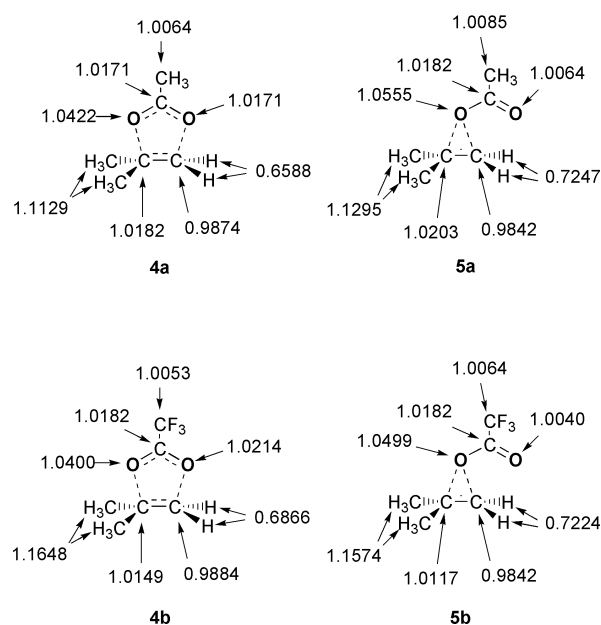 1.0064
1.0171
CH3
1.0422
C
1.0171
O
O
H3C
C
C
H
H3C
H
0.6588
1.1129
1.0182
0.9874
4a
1.0085
1.0182
CH3
1.0064
1.0555
C
O
O
H3C
C
C
H
H3C
H
0.7247
1.1295
1.0203
0.9842
5a
1.0053
1.0182
CF3
1.0400
C
1.0214
O
O
H3C
C
C
H
H3C
H
0.6866
1.1648
1.0149
0.9884
4b
1.0064
1.0182
CF3
1.0040
1.0499
C
O
O
H3C
C
C
H
H3C
H
0.7224
1.1574
1.0117
0.9842
5b